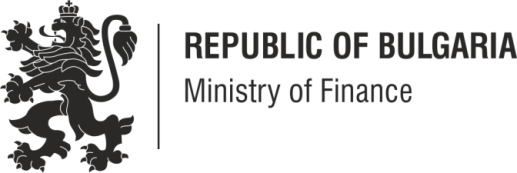 REPUBLIC OF BULGARIA
Ministry of Finance